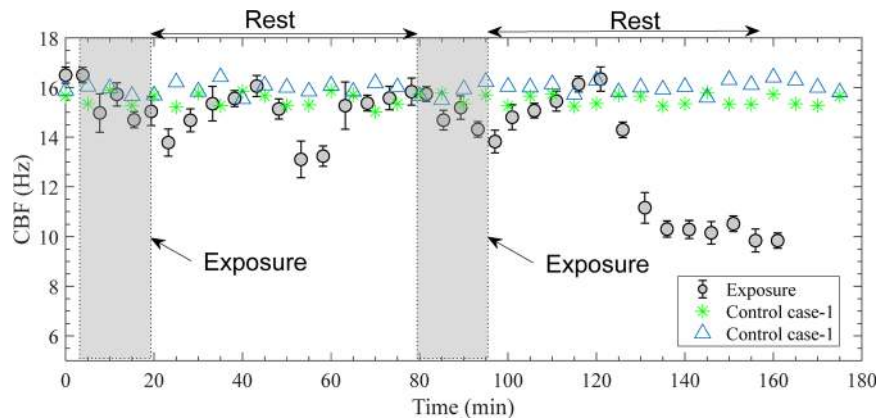 Rest
Rest
18
16
14
12
10
8
6
CBF (Hz)
Exposure
Exposure
Exposure
Control case-1
Control case-1
0
20
40
60
80
100
120
140
160
180
Time (min)